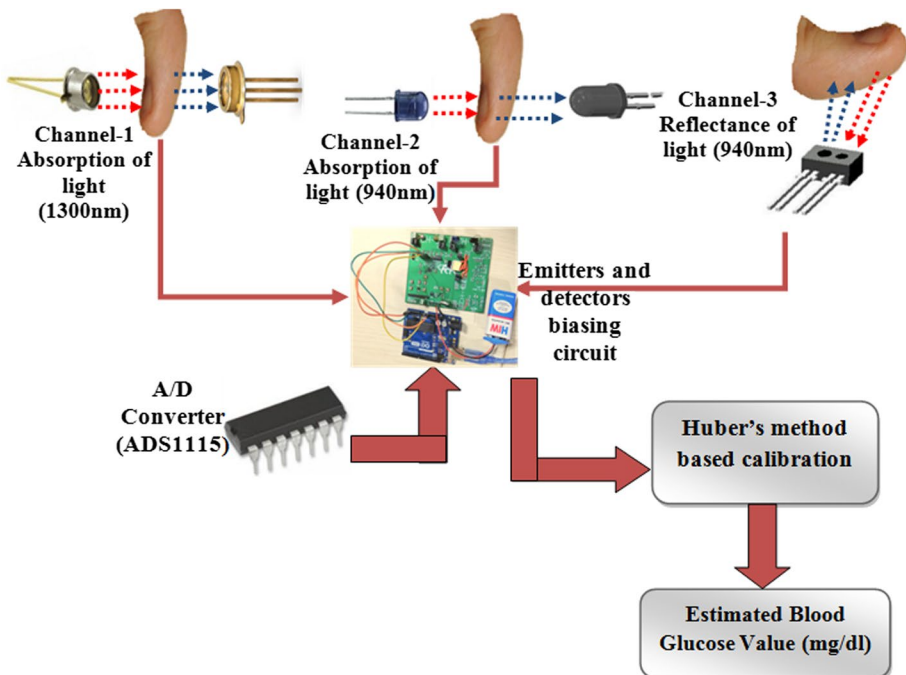 Channel-1
Absorption of
light
(1300nm)
Channel-2
Absorption of
light (940nm)
Channel-3
Reflectance of
light (940nm)
Emitters and
detectors
biasing
circuit
HIW
A/D
Converter
(ADS1115)
Huber's method
based calibration
Estimated Blood
Glucose Value (mg/dl)